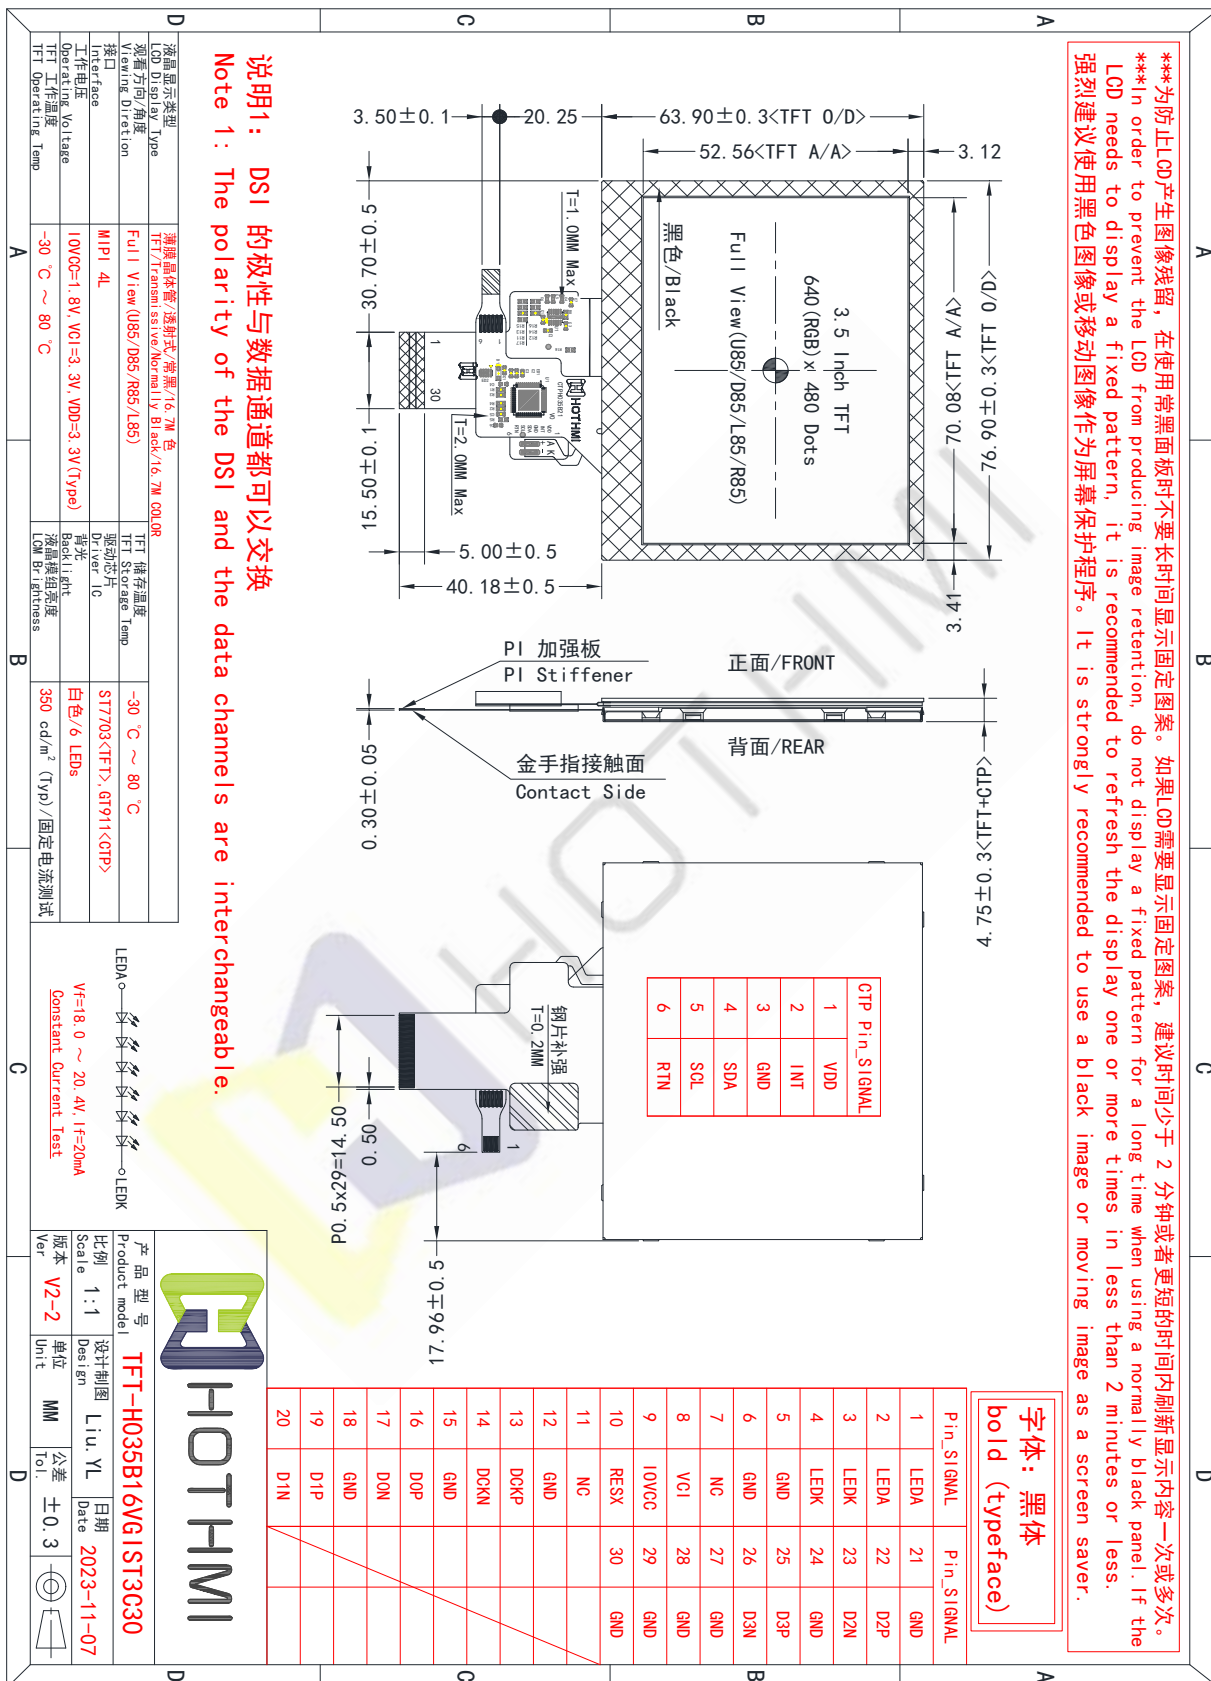 ***为防止LCD产生图像残留，在使用常黑面板时不要长时间显示固定图案。如果LCD需要显示固定图案，建议时间少于 2 分钟或者更短的时间内刷新显示内容一次或多次。
***In order to prevent the LCD from producing image retention, do not display a fixed pattern for a long time when using a normally black panel. If the
LCD needs to display a fixed pattern, it is recommended to refresh the display one or more times in less than 2 minutes or less.
强烈建议使用黑色图像或移动图像作为屏幕保护程序。It is strongly recommended to use a black image or moving image as a screen saver.
A
B
C
D
A
B
C
D
A
B
C
D
A
B
C
D
76.90±0.3<TFT O/D>
70.08<TFT A/A>
3.41
3.12
63.90±0.3<TFT O/D>
52.56<TFT A/A>
20.25
3.50±0.1
3.5 Inch TFT
640(RGB)x 480 Dots
Full View(U85/D85/L85/R85)
黑色/Black
T=1.0MM Max
T=2.0MM Max
HOTHMI
A K
1
6
1
6
1
30
30.70±0.5
15.50±0.1
5.00±0.5
40.18±0.5
正面/FRONT
背面/REAR
4.75±0.3<TFT+CTP>
PI 加强板
PI Stiffener
金手指接触面
Contact Side
0.30±0.05
CTP Pin_SIGNAL
1 VDD
2 INT
3 GND
4 SDA
5 SCL
6 RTN
钢片补强
T=0.2MM
1
6
17.96±0.5
0.50
P0.5x29=14.50
字体: 黑体
bold (typeface)
Pin_SIGNAL Pin_SIGNAL
1 LEDA 21 GND
2 LEDA 22 D2P
3 LEDK 23 D2N
4 LEDK 24 GND
5 GND 25 D3P
6 GND 26 D3N
7 NC 27 GND
8 VCI 28 GND
9 IOVCC 29 GND
10 RESX 30 GND
11 NC
12 GND
13 DCKP
14 DCKN
15 GND
16 D0P
17 D0N
18 GND
19 D1P
20 D1N
说明1: DSI 的极性与数据通道都可以交换
Note 1: The polarity of the DSI and the data channels are interchangeable.
液晶显示类型
LCD Display Type
薄膜晶体管/透射式/常黑/16.7M 色
TFT/Transmissive/Normally Black/16.7M COLOR
观看方向/角度
Viewing Diretion
Full View(U85/D85/R85/L85)
TFT 储存温度
TFT Storage Temp
-30 ℃ ~ 80 ℃
接口
Interface
MIPI 4L
驱动芯片
Driver IC
ST7703<TFT>,GT911<CTP>
工作电压
Operating Voltage
IOVCC=1.8V,VCI=3.3V,VDD=3.3V(Type)
背光
Backlight
白色/6 LEDs
TFT 工作温度
TFT Operating Temp
-30 ℃ ~ 80 ℃
液晶模组亮度
LCM Brightness
350 cd/m² (Typ)/固定电流测试
LEDA
LEDK
Vf=18.0 ~ 20.4V,If=20mA
Constant Current Test
HOTHMI
产品型号
Product model
TFT-H035B16VGIST3C30
比例
Scale
1:1
设计制图
Design
Liu.YL
日期
Date
2023-11-07
版本
Ver
V2-2
单位
Unit
MM
公差
Tol.
±0.3
HOTHMI